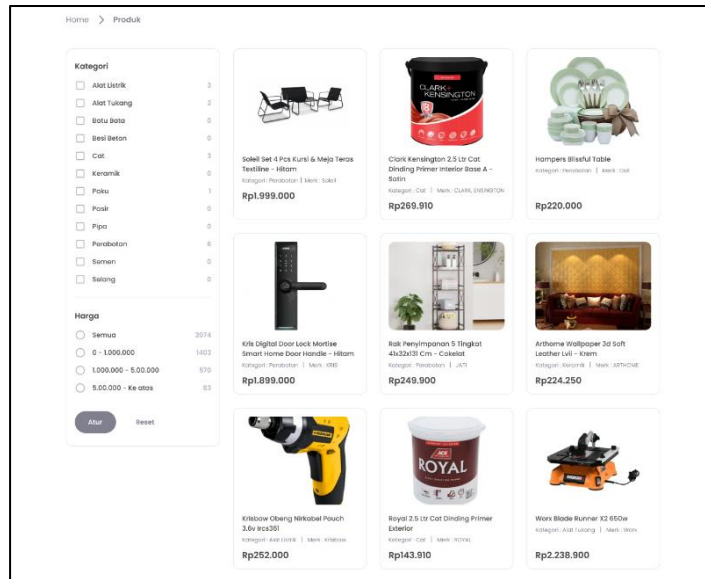 Home > Produk
Kategori
Alat Listrik 3
Alat Tukang 2
Batu Bata 0
Besi Beton 0
Cat 3
Keramik 0
Paku 1
Pasir 0
Pipa 0
Perabotan 6
Semen 0
Selang 0
Harga
Semua 2074
0 - 1.000.000 1403
1.000.000 - 5.00.000 570
5.00.000 - Ke atas 83
Atur Reset
Soleil Set 4 Pcs Kursi & Meja Teras
Textiline - Hitam
Kategori : Perabotan | Merk : Soleil
Rp1.999.000
CLARK+
KENSINGTON
Clark Kensington 2.5 Ltr Cat
Dinding Primer Interior Base A -
Satin
Kategori : Cat | Merk : CLARK, ENSINGTON
Rp269.910
Hampers Blissful Table
Kategori : Perabotan | Merk :
Rp220.000
Kris Digital Door Lock Mortise
Smart Home Door Handle - Hitam
Kategori : Perabotan | Merk : KRIS
Rp1.899.000
Rak Penyimpanan 5 Tingkat
41x32x131 Cm - Cokelat
Kategori : Perabotan | JATI
Rp249.900
Arthome Wallpaper 3d Soft
Leather Lvii - Krem
Kategori : Keramik | Merk : ARTHOME
Rp224.250
Krisbow Obeng Nirkabel Pouch
3.6v Ircs361
Kategori : Alat Listrik | Merk : Krisbow
Rp252.000
ACE
ROYAL
Royal 2.5 Ltr Cat Dinding Primer
Exterior
Kategori : Cat | Merk : ROYAL
Rp143.910
Worx Blade Runner X2 650w
Kategori : Alat Tukang | Merk : Worx
Rp2.238.900